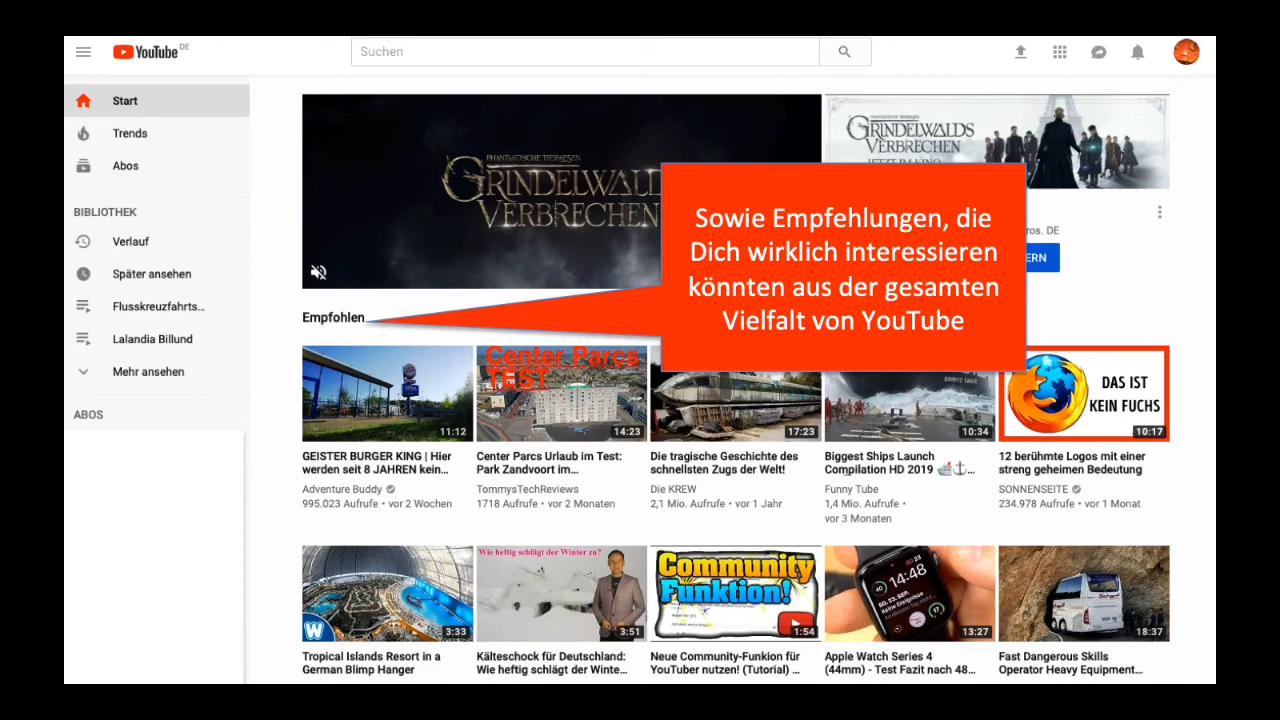 YouTube DE
Suchen
Start
Trends
Abos
BIBLIOTHEK
Verlauf
Später ansehen
Flusskreuzfahrts...
Lalandia Billund
Mehr ansehen
ABOS
PHANTASTISCHE TIERWESEN
GRINDELWALD
VERBRECHEN
GRINDELWALDS
VERBRECHEN
JETZT IM KINO
ros. DE
ERN
Sowie Empfehlungen, die
Dich wirklich interessieren
könnten aus der gesamten
Vielfalt von YouTube
Empfohlen
11:12
GEISTER BURGER KING | Hier
werden seit 8 JAHREN kein...
Adventure Buddy
995.023 Aufrufe • vor 2 Wochen
Center Parcs
TEST
14:23
Center Parcs Urlaub im Test:
Park Zandvoort im...
TommysTechReviews
1718 Aufrufe • vor 2 Monaten
17:23
Die tragische Geschichte des
schnellsten Zugs der Welt!
Die KREW
2,1 Mio. Aufrufe • vor 1 Jahr
10:34
Biggest Ships Launch
Compilation HD 2019 🚢⚓...
Funny Tube
1,4 Mio. Aufrufe •
vor 3 Monaten
DAS IST
KEIN FUCHS
10:17
12 berühmte Logos mit einer
streng geheimen Bedeutung
SONNENSEITE
234.978 Aufrufe • vor 1 Monat
W
3:33
Tropical Islands Resort in a
German Blimp Hanger
Wie heftig schlägt der Winter zu?
3:51
Kälteschock für Deutschland:
Wie heftig schlägt der Winte...
Community
Funktion!
1:54
Neue Community-Funkion für
YouTuber nutzen! (Tutorial) ...
14:48
13:27
Apple Watch Series 4
(44mm) - Test Fazit nach 48...
18:37
Fast Dangerous Skills
Operator Heavy Equipment...